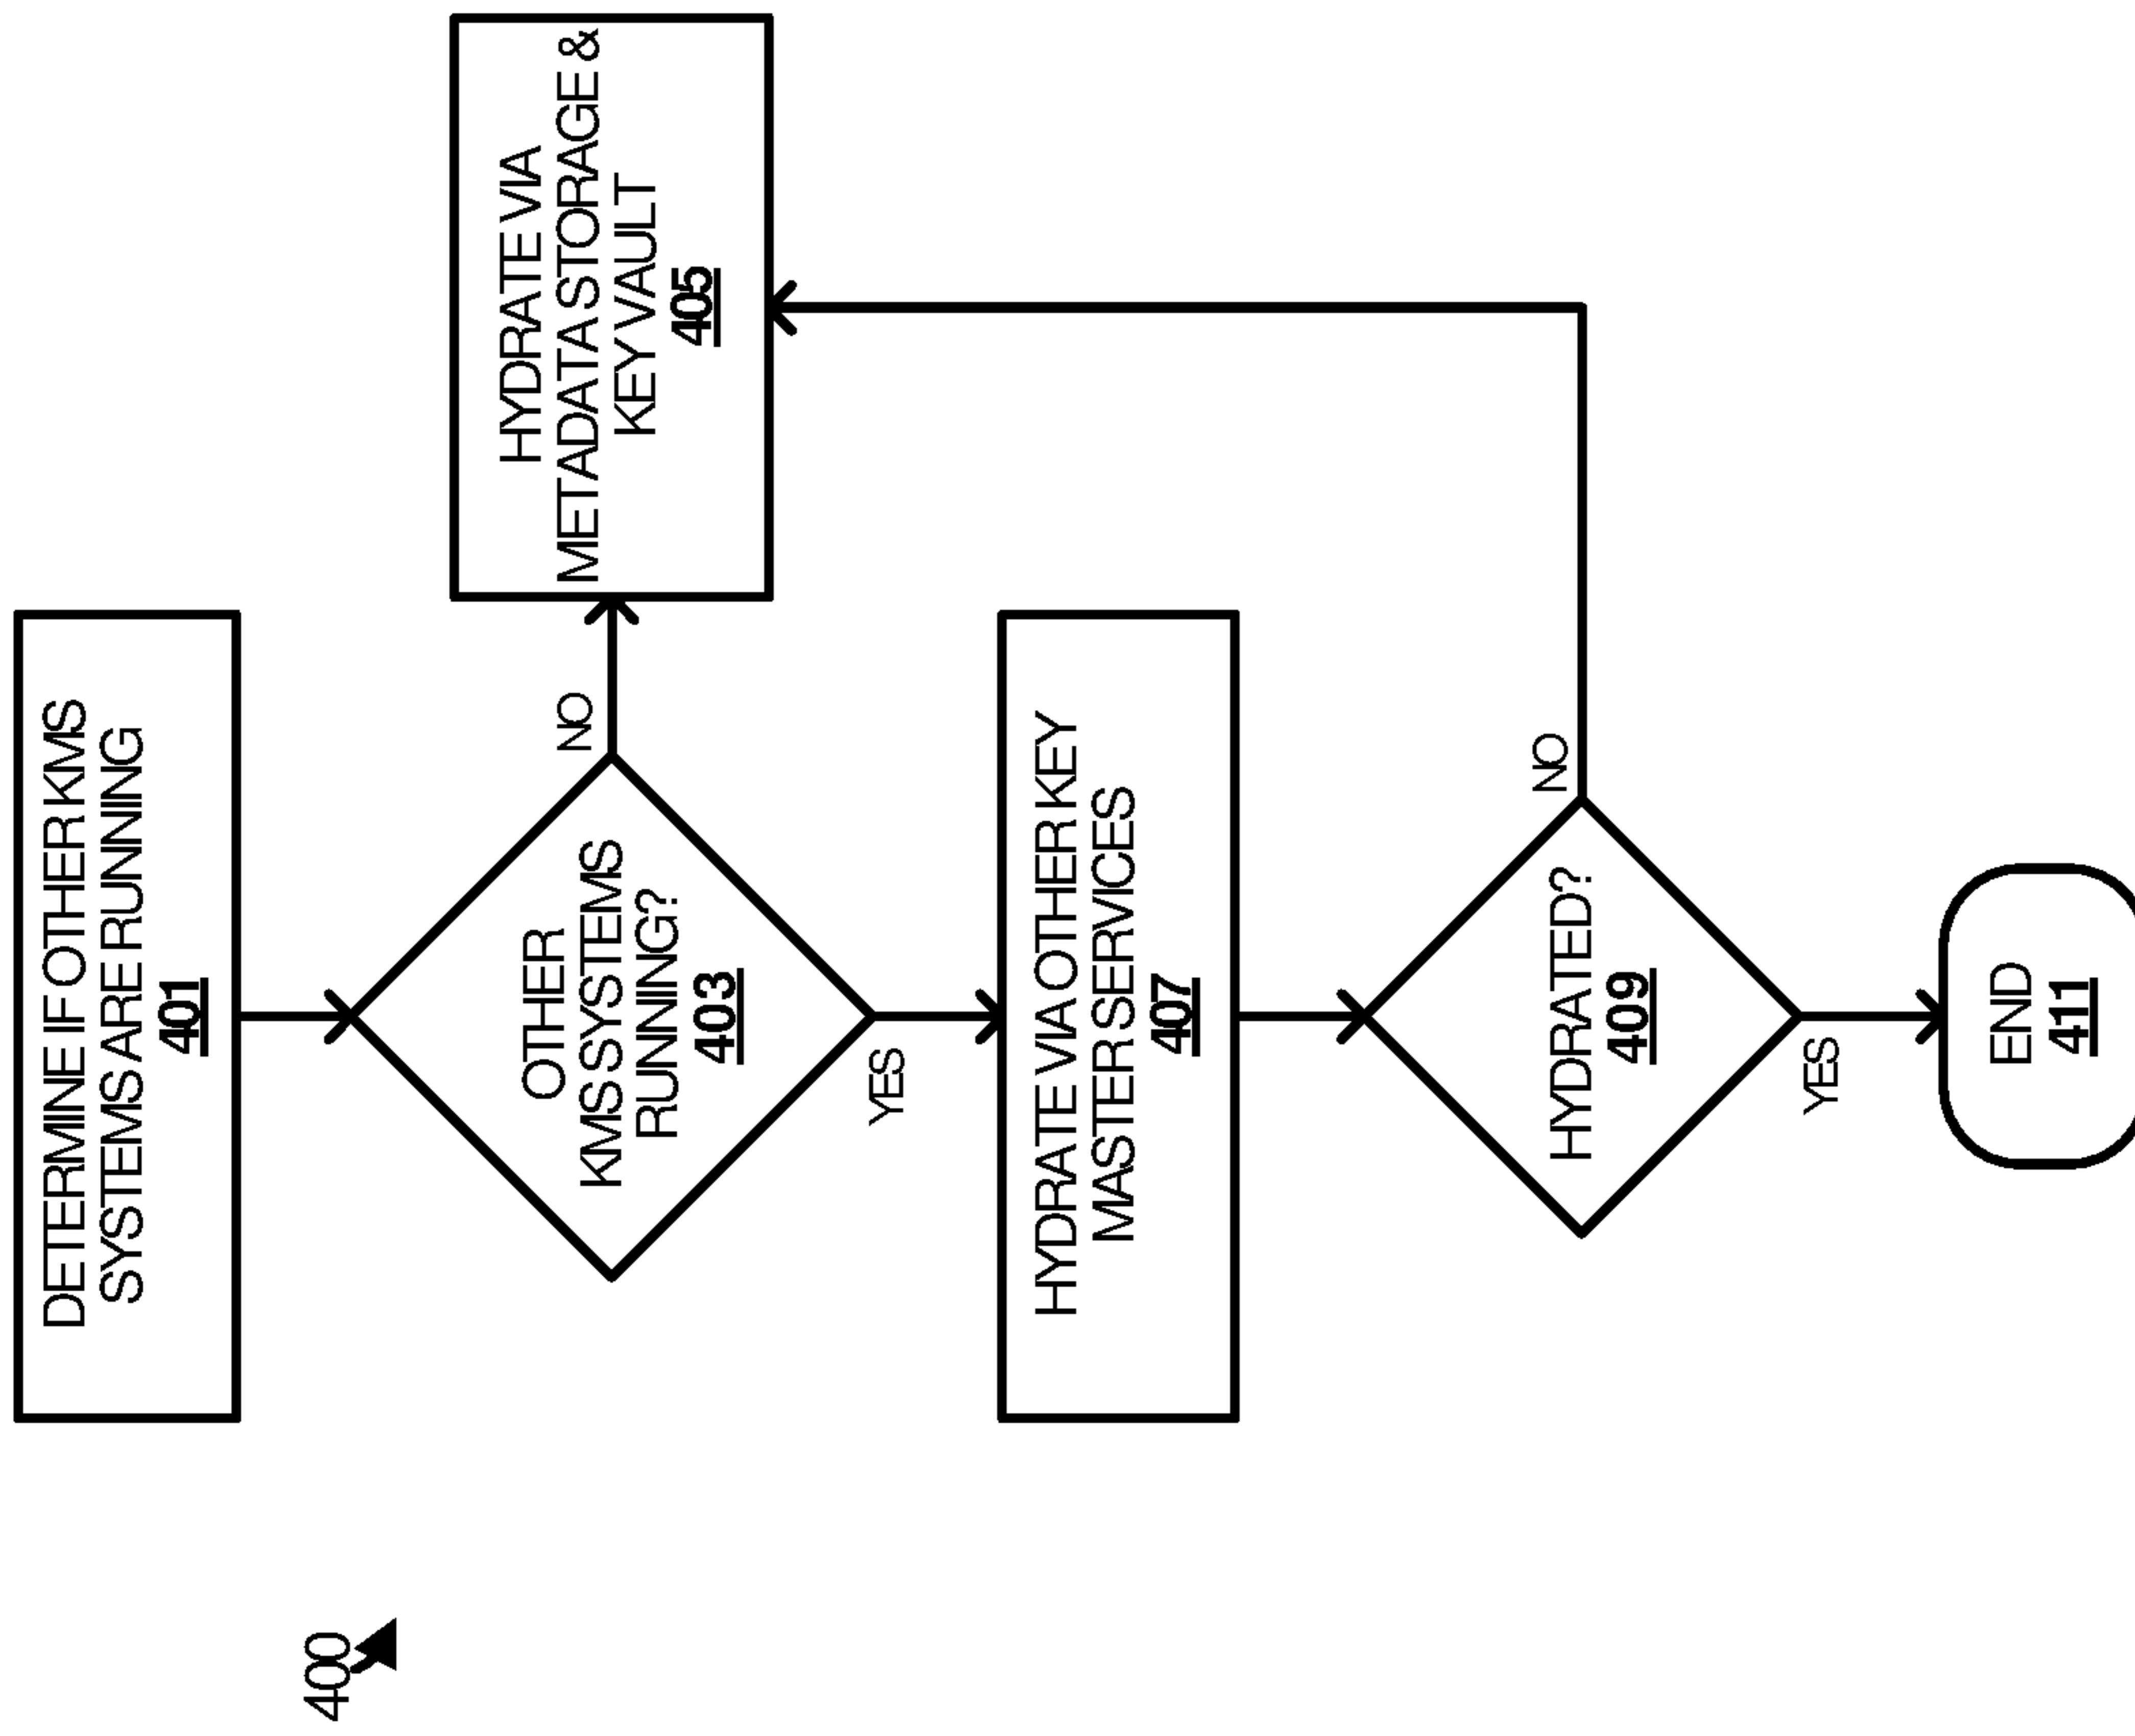 400
DETERMINE IF OTHER KMS
SYSTEMS ARE RUNNING
401
OTHER
KMS SYSTEMS
RUNNING?
403
NO
HYDRATE VIA
METADATA STORAGE &
KEY VAULT
405
YES
HYDRATE VIA OTHER KEY
MASTER SERVICES
407
HYDRATED?
409
NO
YES
END
411